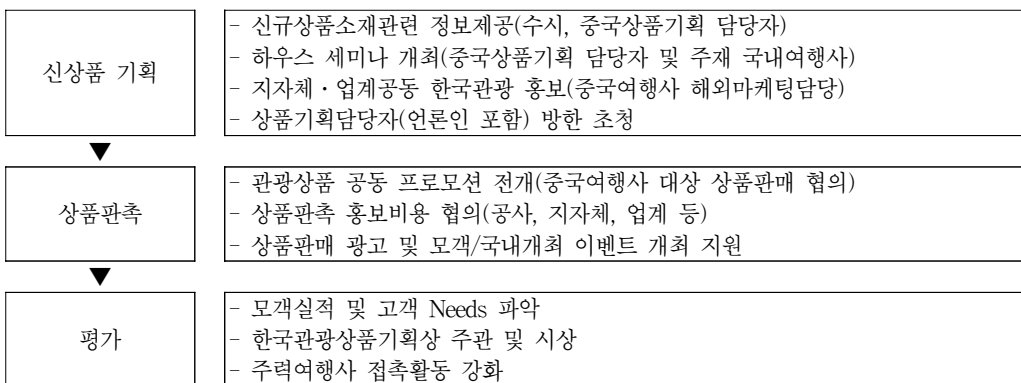 신상품 기획
- 신규상품소재관련 정보제공(수시, 중국상품기획 담당자)
- 하우스 세미나 개최(중국상품기획 담당자 및 주재 국내여행사)
- 지자체・업계공동 한국관광 홍보(중국여행사 해외마케팅담당)
- 상품기획담당자(언론인 포함) 방한 초청
▼
상품판촉
- 관광상품 공동 프로모션 전개(중국여행사 대상 상품판매 협의)
- 상품판촉 홍보비용 협의(공사, 지자체, 업계 등)
- 상품판매 광고 및 모객/국내개최 이벤트 개최 지원
▼
평가
- 모객실적 및 고객 Needs 파악
- 한국관광상품기획상 주관 및 시상
- 주력여행사 접촉활동 강화